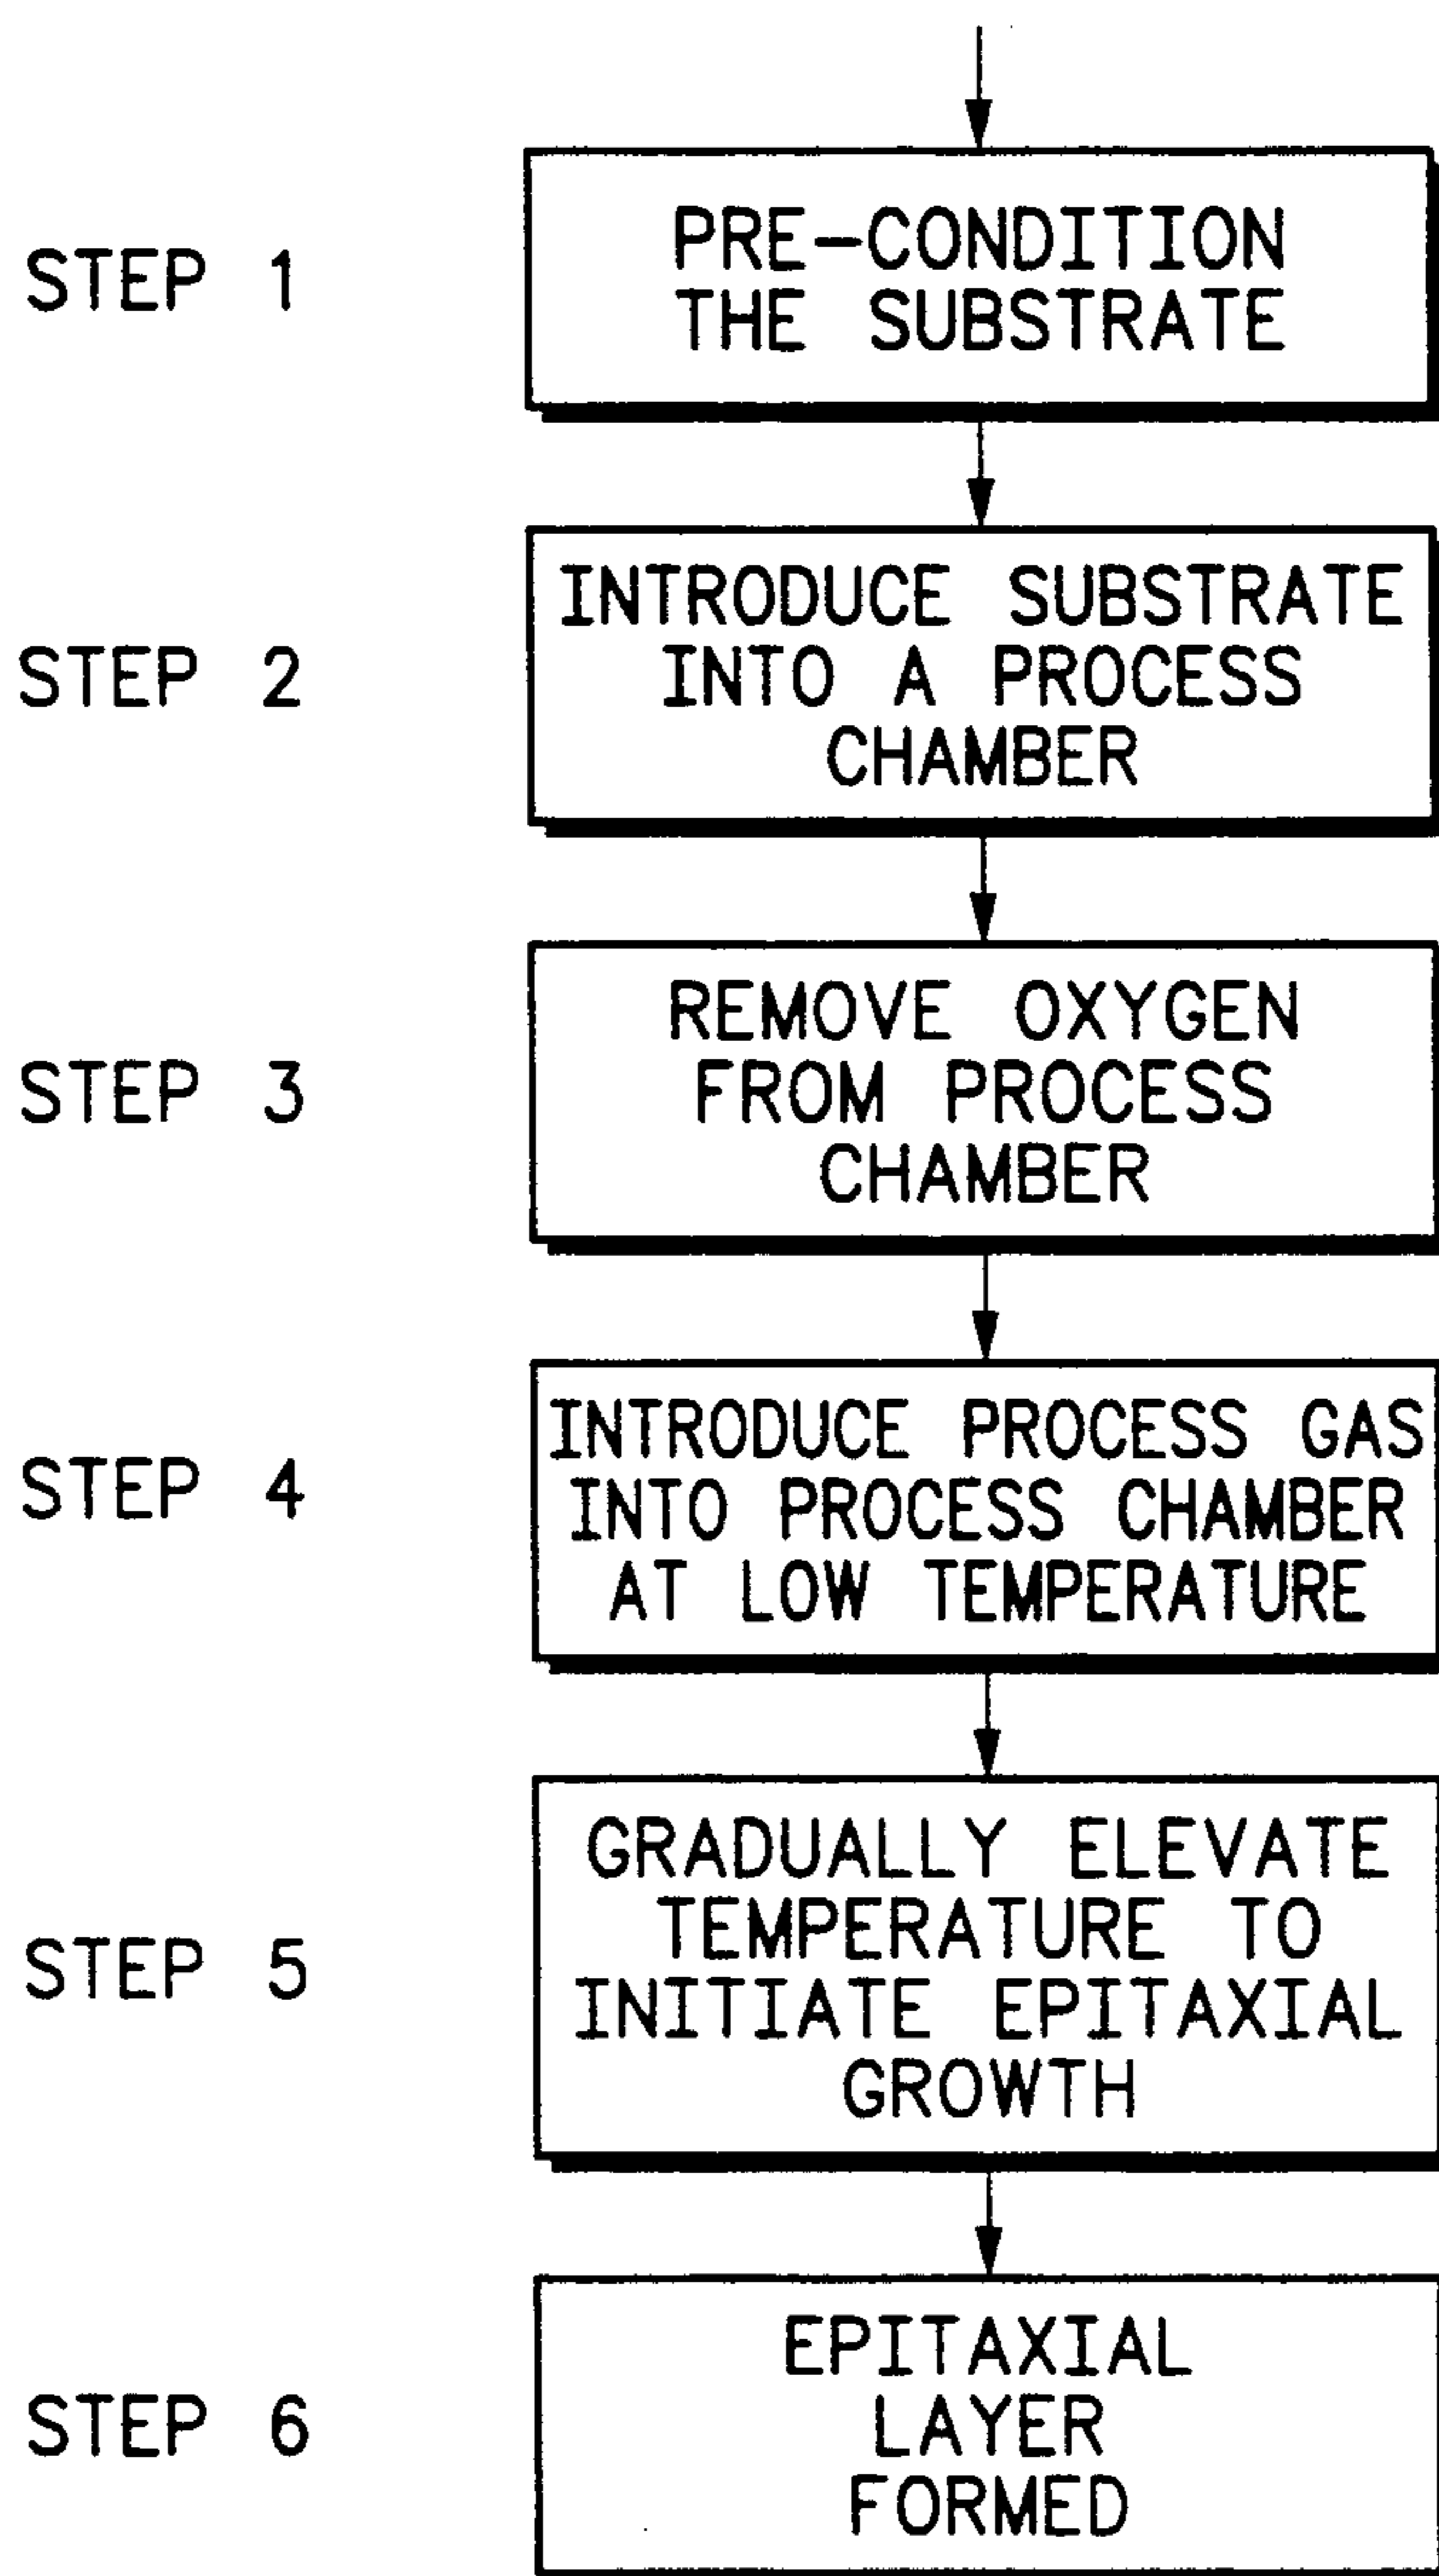 STEP 1
PRE-CONDITION
THE SUBSTRATE
STEP 2
INTRODUCE SUBSTRATE
INTO A PROCESS
CHAMBER
STEP 3
REMOVE OXYGEN
FROM PROCESS
CHAMBER
STEP 4
INTRODUCE PROCESS GAS
INTO PROCESS CHAMBER
AT LOW TEMPERATURE
STEP 5
GRADUALLY ELEVATE
TEMPERATURE TO
INITIATE EPITAXIAL
GROWTH
STEP 6
EPITAXIAL
LAYER
FORMED